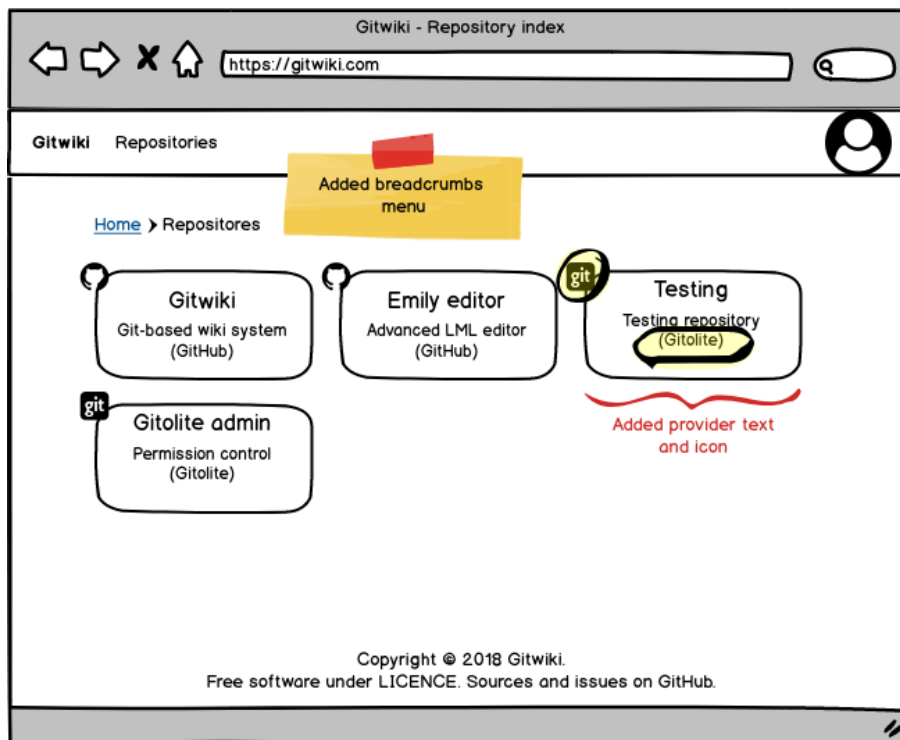 Gitwiki - Repository index
https://gitwiki.com
Gitwiki Repositories
Added breadcrumbs
menu
Home Repositores
Gitwiki
Git-based wiki system
(GitHub)
Emily editor
Advanced LML editor
(GitHub)
git
Testing
Testing repository
(Gitolite)
Added provider text
and icon
git
Gitolite admin
Permission control
(Gitolite)
Copyright © 2018 Gitwiki.
Free software under LICENCE. Sources and issues on GitHub.